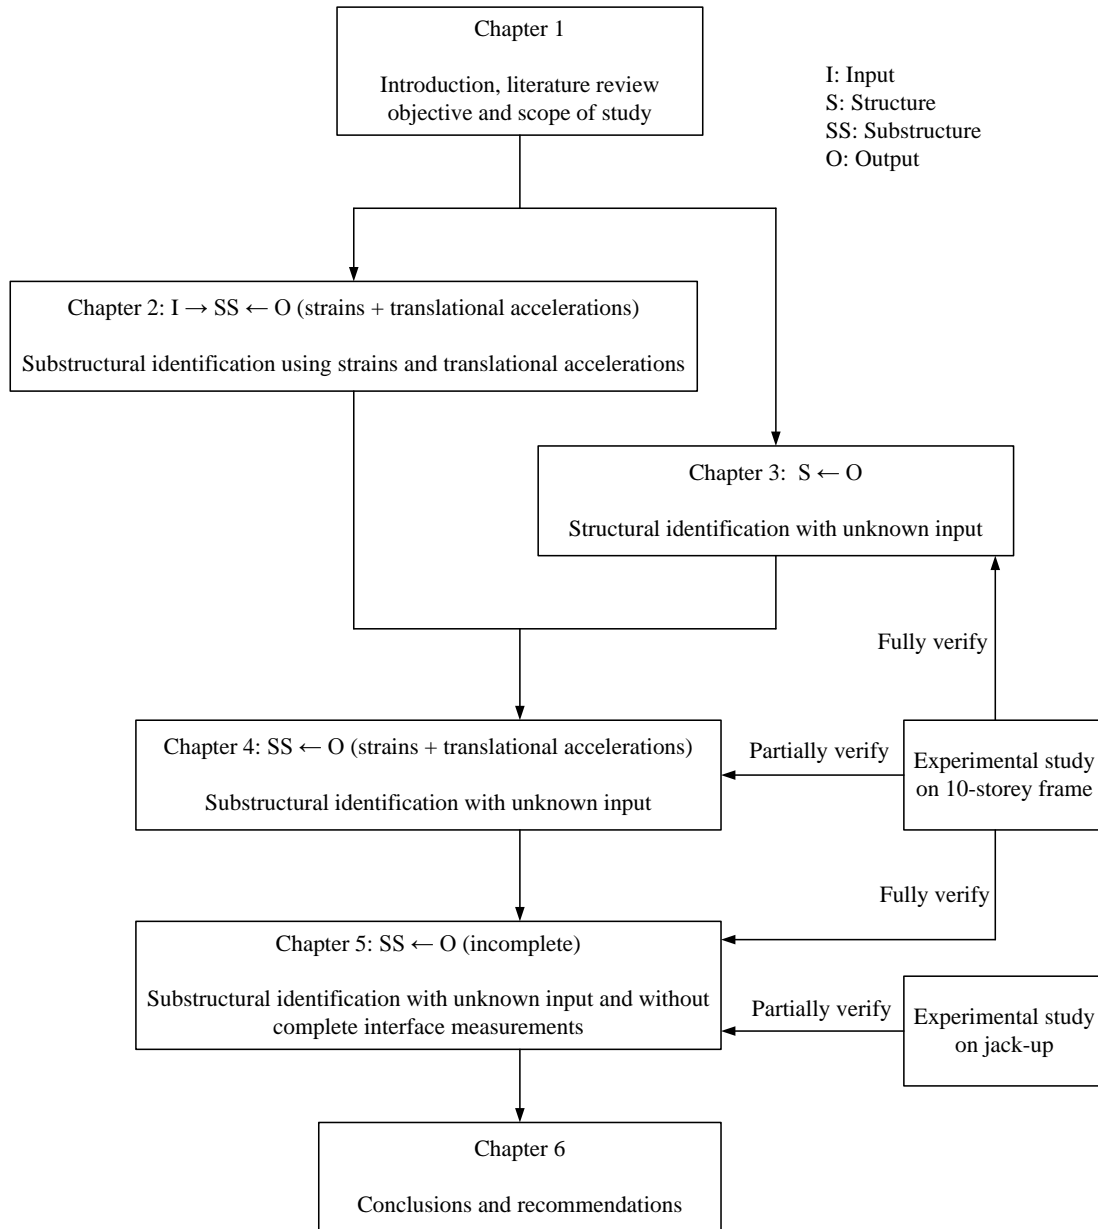 Chapter 1
Introduction, literature review
objective and scope of study
I: Input
S: Structure
SS: Substructure
O: Output
Chapter 2: I → SS ← O (strains + translational accelerations)
Substructural identification using strains and translational accelerations
Chapter 3: S ← O
Structural identification with unknown input
Fully verify
Chapter 4: SS ← O (strains + translational accelerations)
Substructural identification with unknown input
Partially verify
Experimental study
on 10-storey frame
Fully verify
Chapter 5: SS ← O (incomplete)
Substructural identification with unknown input and without
complete interface measurements
Partially verify
Experimental study
on jack-up
Chapter 6
Conclusions and recommendations